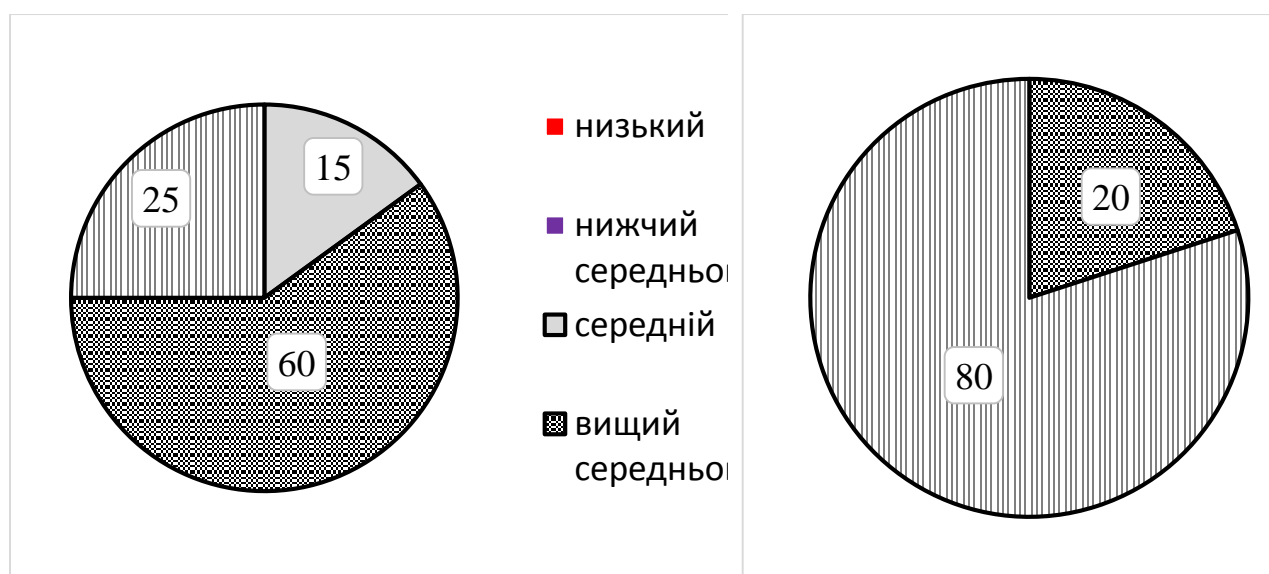 25
15
60
низький
нижчий
середньо
середній
вищий
середньо
20
80